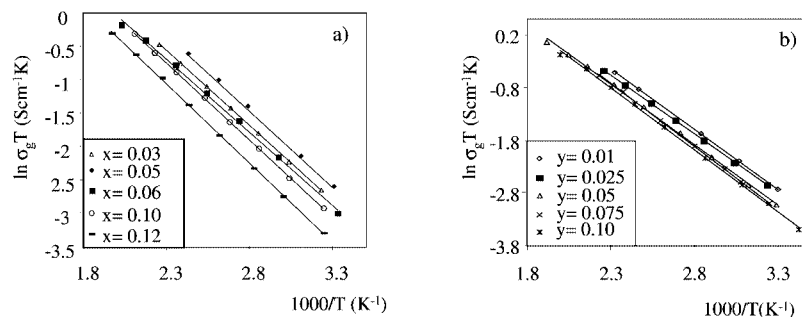 a)
ln σgT (Scm-1K)
0
-0.5
-1
-1.5
-2
-2.5
-3
-3.5
x= 0.03
x= 0.05
x= 0.06
x= 0.10
x= 0.12
1.8 2.3 2.8 3.3
1000/T (K-1)
b)
ln σgT (Scm-1K)
0.2
-0.8
-1.8
-2.8
-3.8
y= 0.01
y= 0.025
y= 0.05
y= 0.075
y= 0.10
1.8 2.3 2.8 3.3
1000/T(K-1)